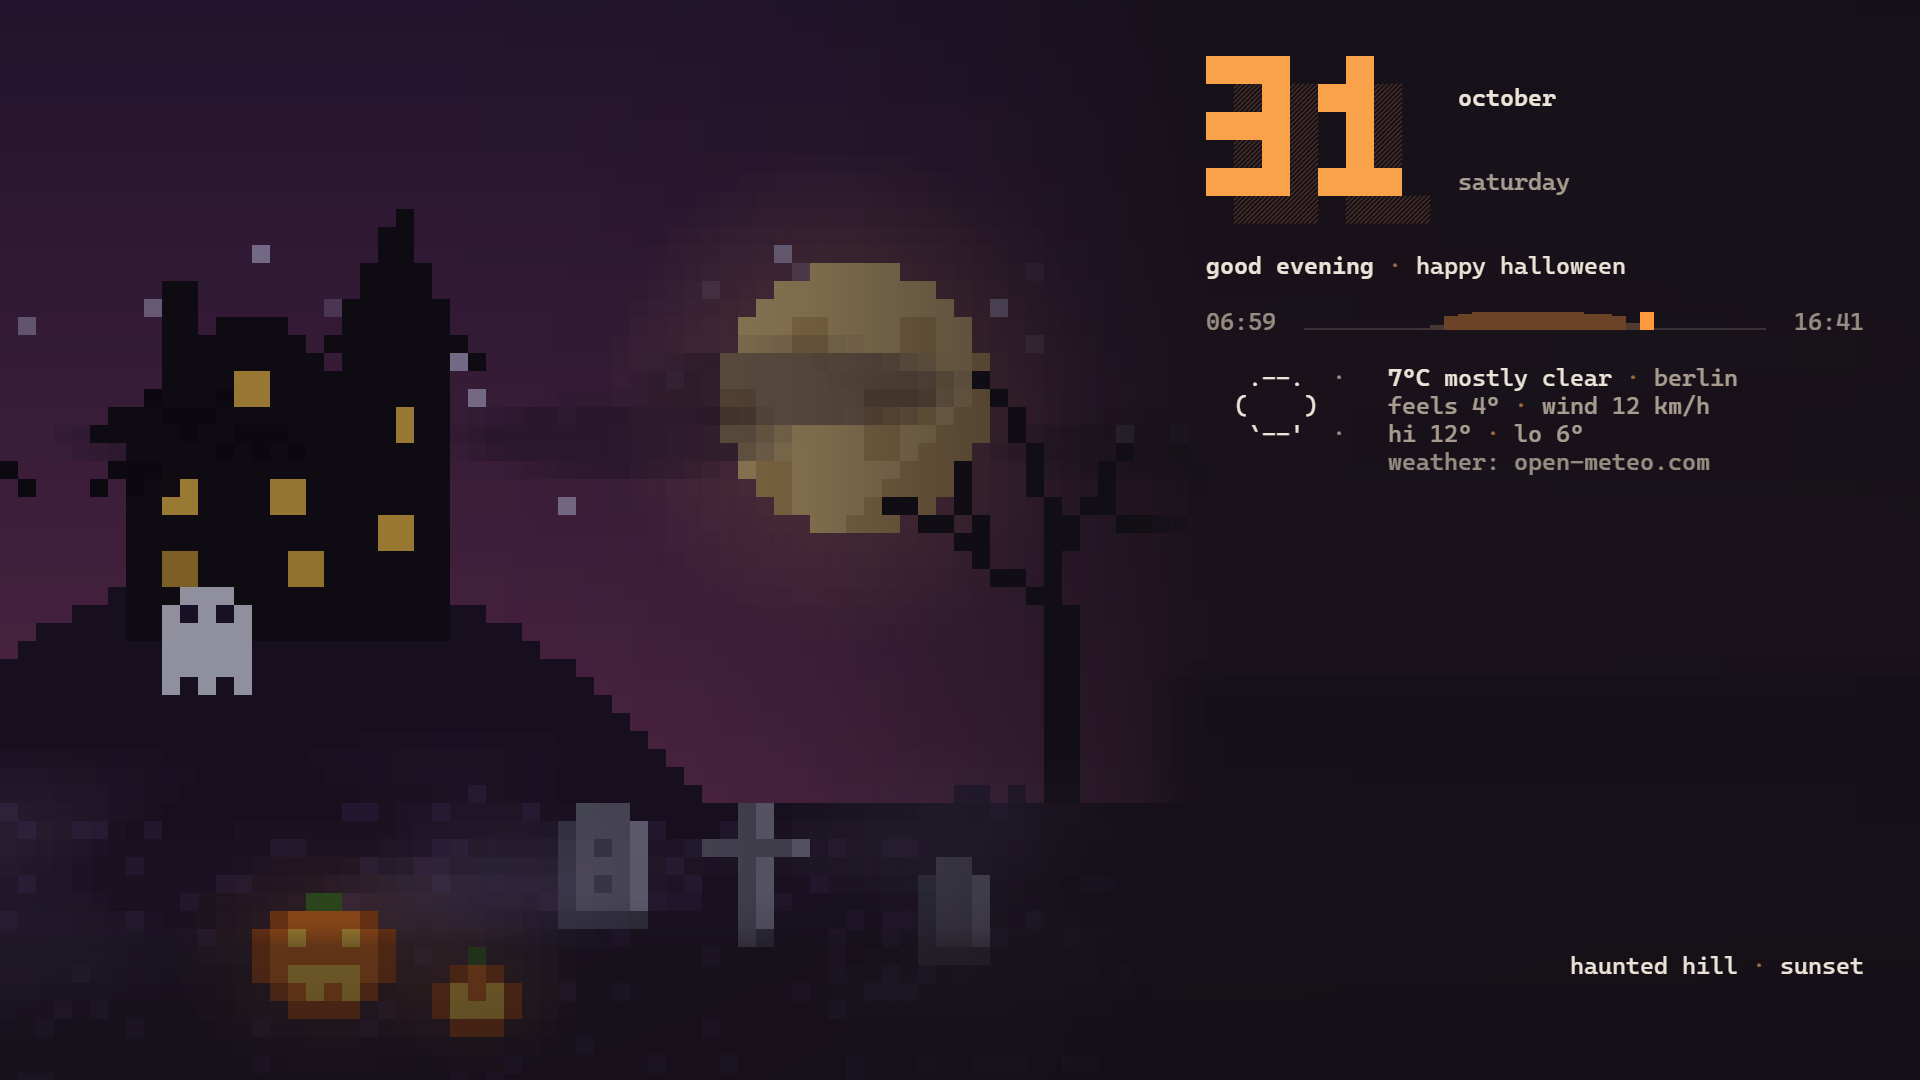 31
october
saturday
good evening · happy halloween
06:59 16:41
7°C mostly clear · berlin
feels 4° · wind 12 km/h
hi 12° · lo 6°
weather: open-meteo.com
haunted hill · sunset